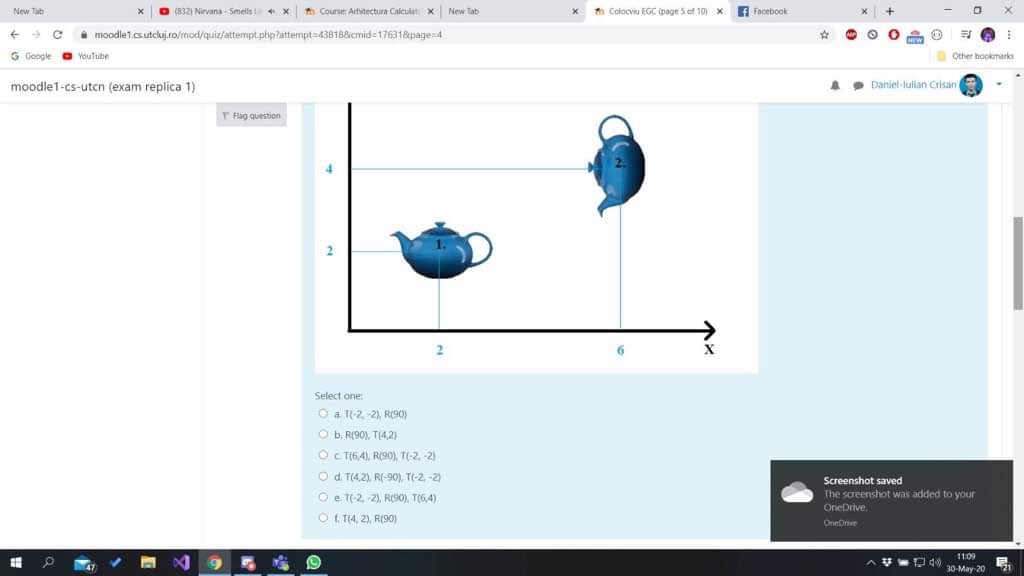 New Tab
(832) Nirvana - Smells Li
Course: Arhitectura Calculat
New Tab
Colocviu EGC (page 5 of 10)
Facebook
moodle1.cs.utcluj.ro/mod/quiz/attempt.php?attempt=43818&cmid=17631&page=4
ABP
NEW
Google
YouTube
Other bookmarks
moodle1-cs-utcn (exam replica 1)
Daniel-Iulian Crisan
Flag question
4
2.
2
1.
2
6
X
Select one:
a. T(-2, -2), R(90)
b. R(90), T(4,2)
c. T(6,4), R(90), T(-2, -2)
d. T(4,2), R(-90), T(-2, -2)
e. T(-2, -2), R(90), T(6,4)
f. T(4, 2), R(90)
Screenshot saved
The screenshot was added to your
OneDrive.
OneDrive
47
11:09
30-May-20
21